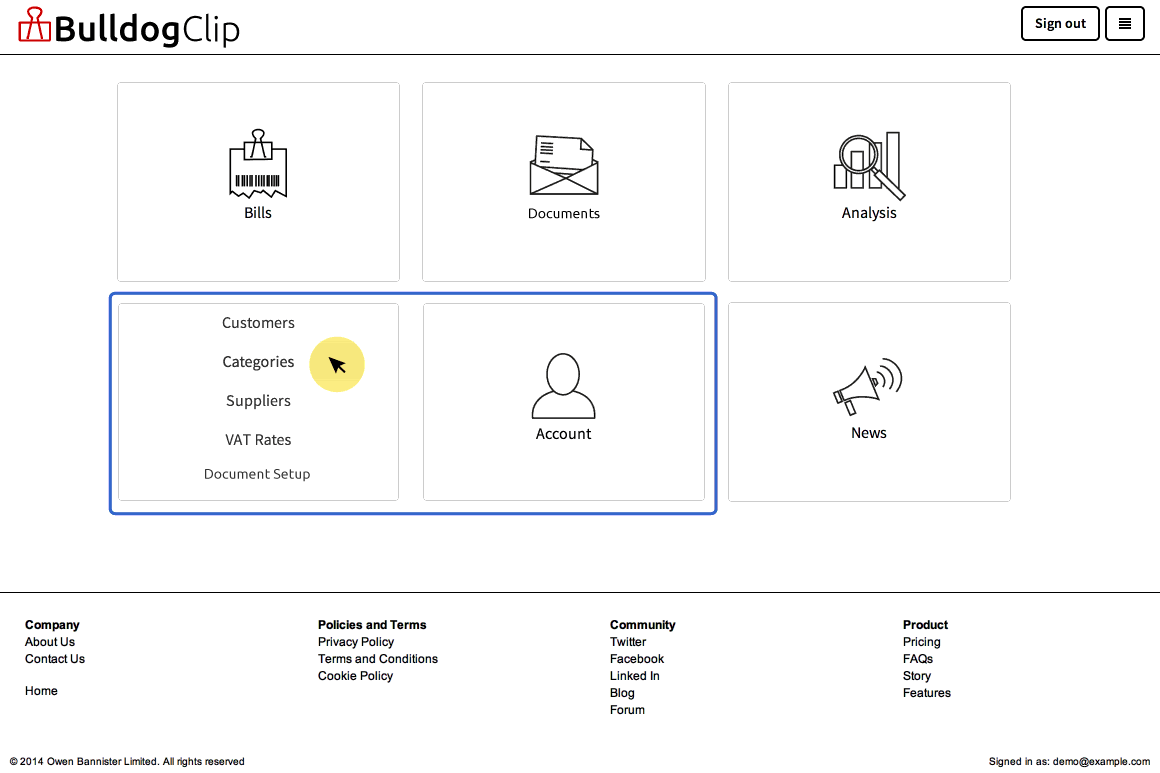 BulldogClip
Sign out
Bills
Documents
Analysis
Customers
Categories
Suppliers
VAT Rates
Document Setup
Account
News
Company
About Us
Contact Us
Home
Policies and Terms
Privacy Policy
Terms and Conditions
Cookie Policy
Community
Twitter
Facebook
Linked In
Blog
Forum
Product
Pricing
FAQs
Story
Features
© 2014 Owen Bannister Limited. All rights reserved
Signed in as: demo@example.com